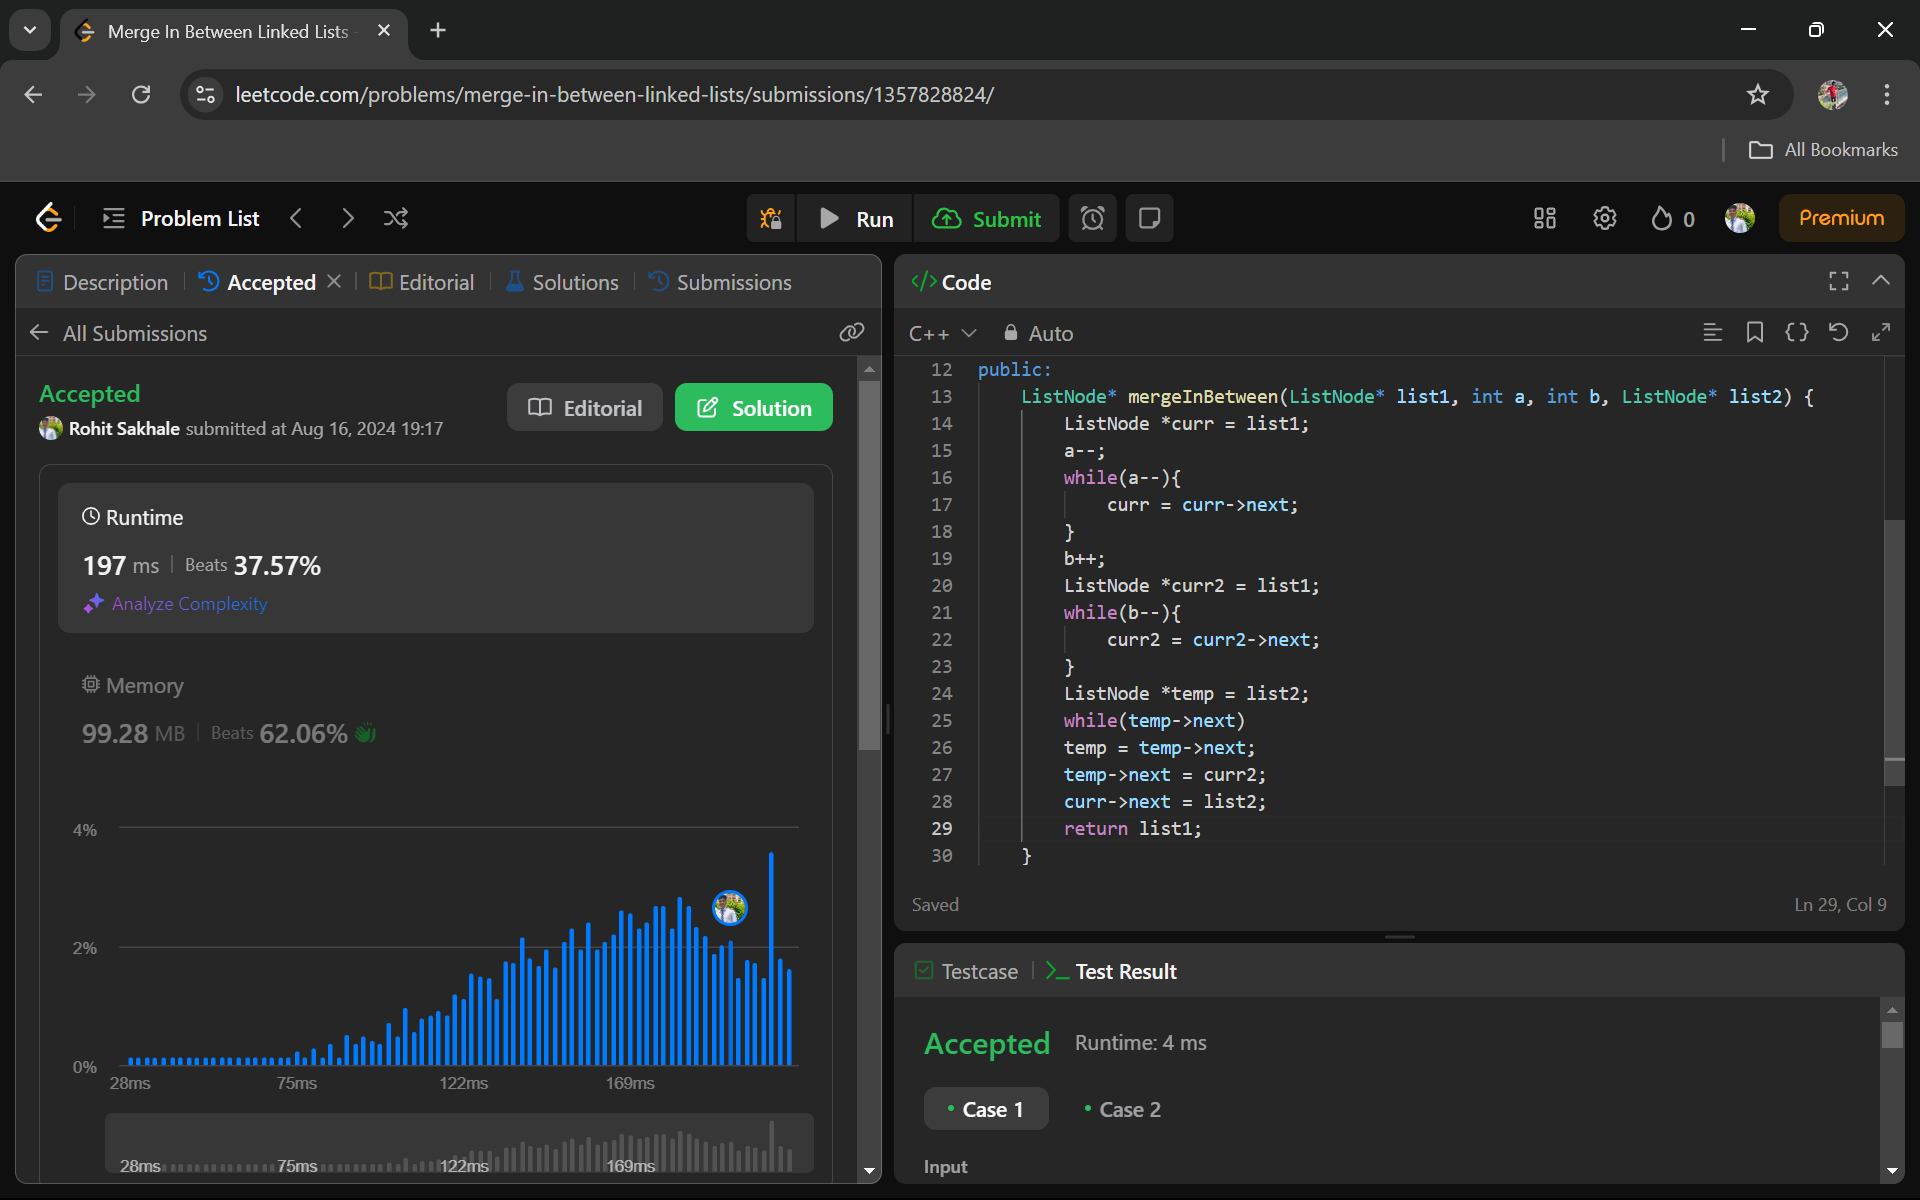 Merge In Between Linked Lists -
leetcode.com/problems/merge-in-between-linked-lists/submissions/1357828824/
All Bookmarks
Problem List
Run
Submit
0
Premium
Description
Accepted
Editorial
Solutions
Submissions
All Submissions
Accepted
Rohit Sakhale submitted at Aug 16, 2024 19:17
Editorial
Solution
Runtime
197 ms
Beats 37.57%
Analyze Complexity
Memory
99.28 MB
Beats 62.06%
4%
2%
0%
28ms
75ms
122ms
169ms
28ms
75ms
122ms
169ms
</> Code
C++
Auto
12 public:
13 ListNode* mergeInBetween(ListNode* list1, int a, int b, ListNode* list2) {
14 ListNode *curr = list1;
15 a--;
16 while(a--){
17 curr = curr->next;
18 }
19 b++;
20 ListNode *curr2 = list1;
21 while(b--){
22 curr2 = curr2->next;
23 }
24 ListNode *temp = list2;
25 while(temp->next)
26 temp = temp->next;
27 temp->next = curr2;
28 curr->next = list2;
29 return list1;
30 }
Saved
Ln 29, Col 9
Testcase
Test Result
Accepted
Runtime: 4 ms
• Case 1
• Case 2
Input